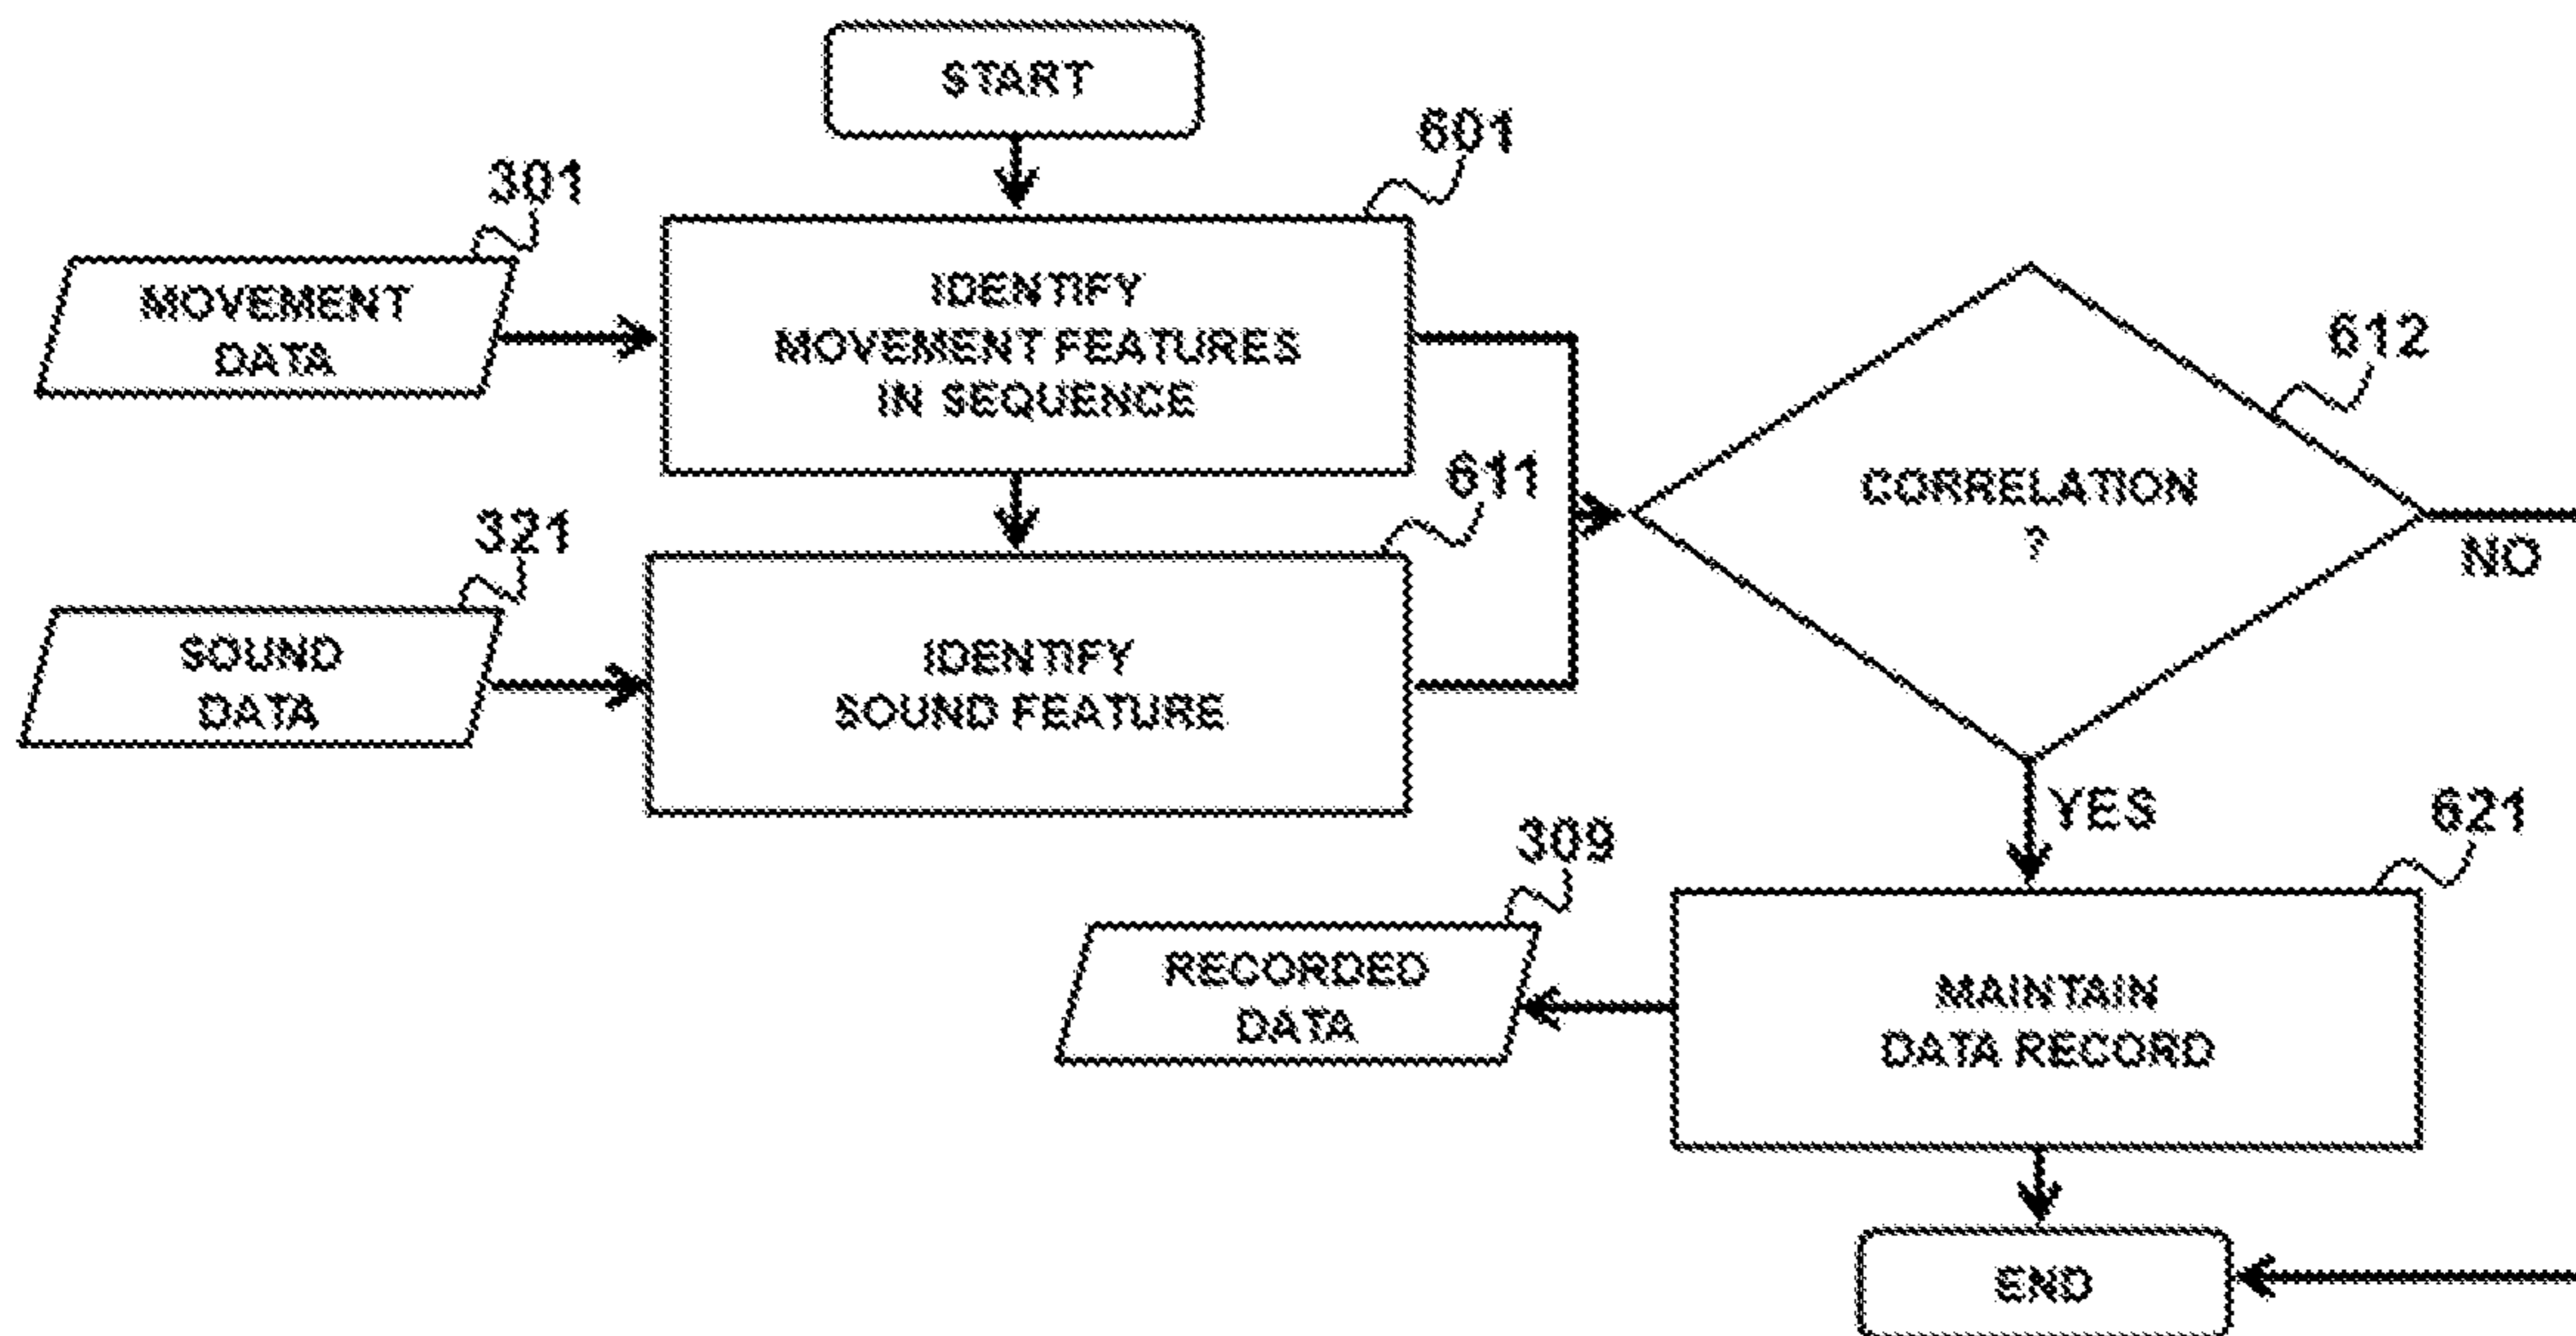 START
601
301
MOVEMENT
DATA
IDENTIFY
MOVEMENT FEATURES
IN SEQUENCE
612
CORRELATION
?
NO
611
321
SOUND
DATA
IDENTIFY
SOUND FEATURE
YES
621
309
RECORDED
DATA
MAINTAIN
DATA RECORD
END